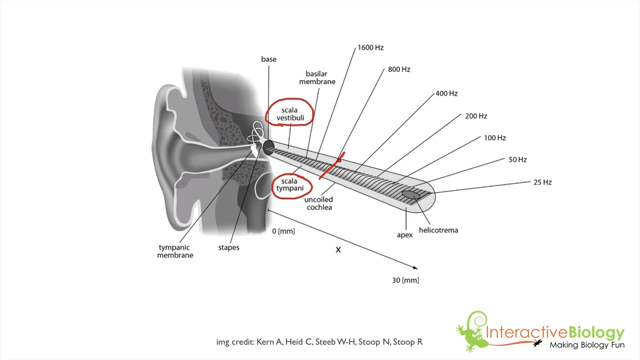 1600 Hz
base
basilar
membrane
800 Hz
scala
vestibuli
400 Hz
200 Hz
100 Hz
50 Hz
25 Hz
scala
tympani
uncoiled
cochlea
helicotrema
apex
0 [mm]
tympanic
membrane
stapes
x
30 [mm]
InteractiveBiology
Making Biology Fun
img credit: Kern A, Heid C, Steeb W-H, Stoop N, Stoop R